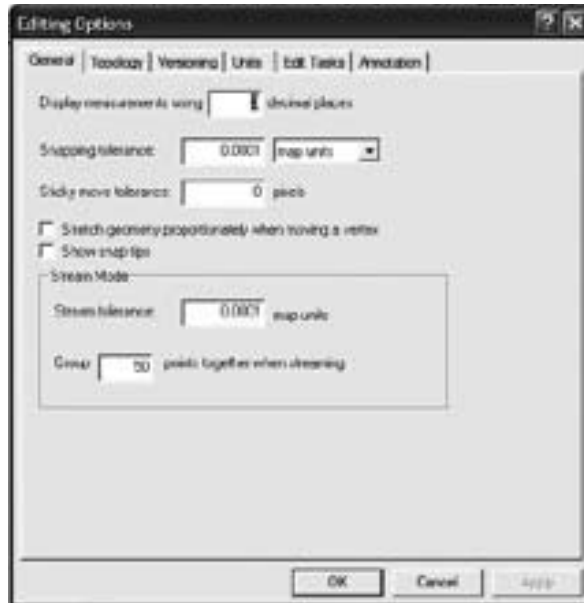 Editing Options
General Topology Versioning Units Edit Tasks Annotation
Display measurements using decimal places
Snapping tolerance: 0.0001 map units
Sticky move tolerance: 0 pixels
Stretch geometry proportionately when moving a vertex
Show snap tips
Stream Mode
Stream tolerance: 0.0001 map units
Group 50 points together when streaming
OK Cancel Apply